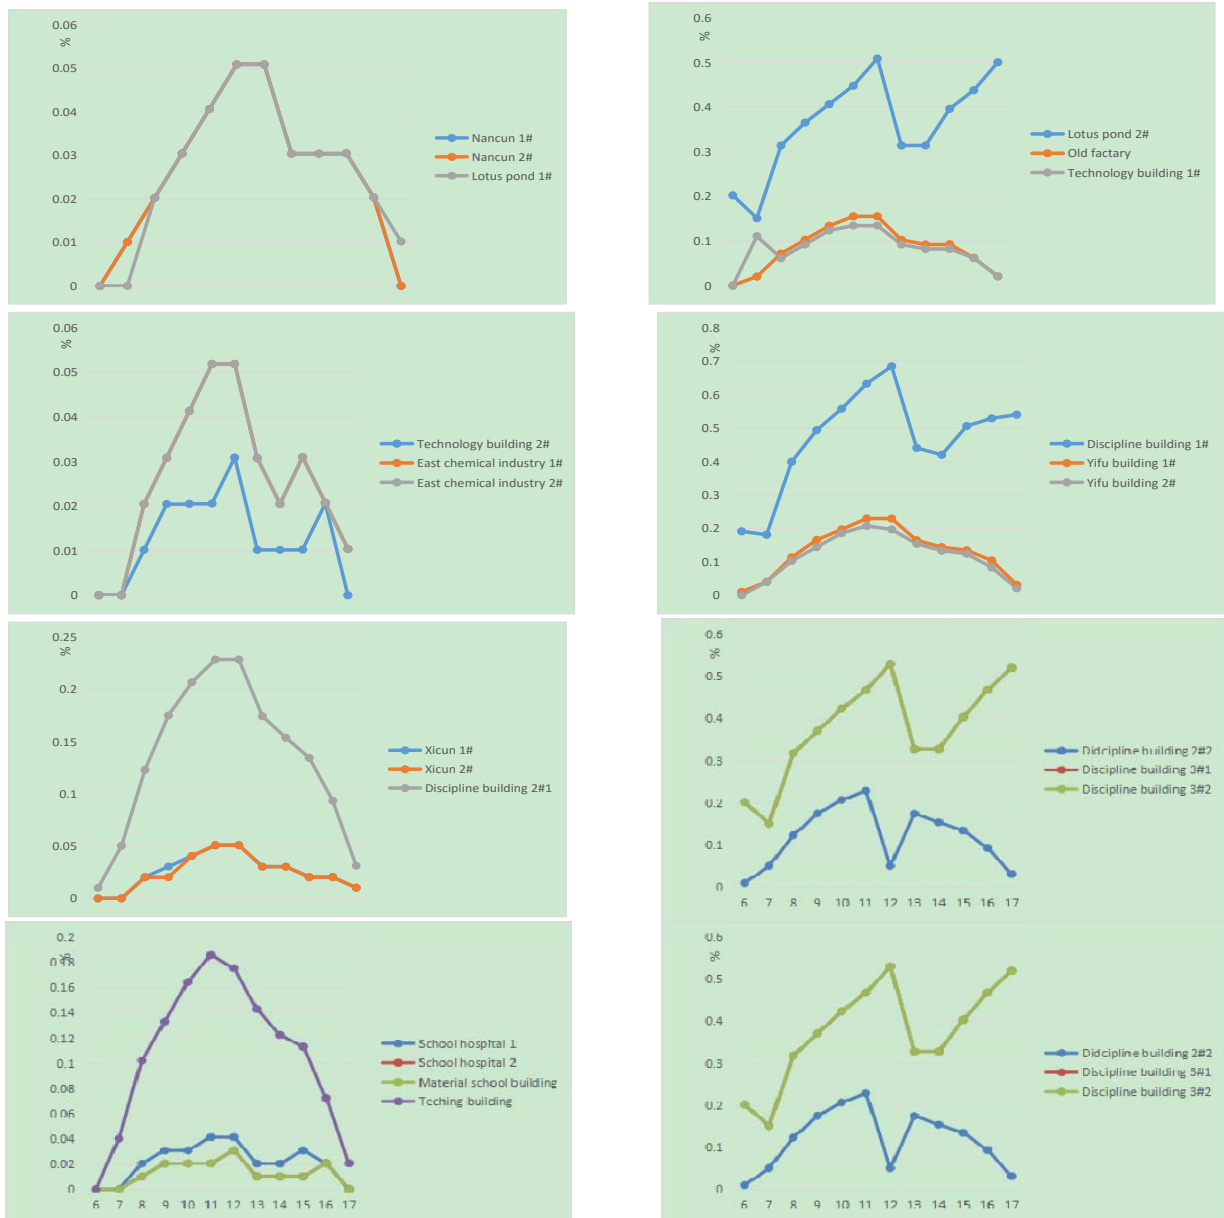 0.06
%
0.05
0.04
0.03
0.02
0.01
0
Nancun 1#
Nancun 2#
Lotus pond 1#
0.6
%
0.5
0.4
0.3
0.2
0.1
0
Lotus pond 2#
Old factary
Technology building 1#
0.06
%
0.05
0.04
0.03
0.02
0.01
0
Technology building 2#
East chemical industry 1#
East chemical industry 2#
0.8
%
0.7
0.6
0.5
0.4
0.3
0.2
0.1
0
Discipline building 1#
Yifu building 1#
Yifu building 2#
0.25
%
0.2
0.15
0.1
0.05
0
Xicun 1#
Xicun 2#
Discipline building 2#1
0.6
%
0.5
0.4
0.3
0.2
0.1
0
6 7 8 9 10 11 12 13 14 15 16 17
Didcipline building 2#2
Discipline building 3#1
Discipline building 3#2
0.2
%
0.18
0.16
0.14
0.12
0.1
0.08
0.06
0.04
0.02
0
6 7 8 9 10 11 12 13 14 15 16 17
School hospital 1
School hospital 2
Material school building
Teching building
0.6
%
0.5
0.4
0.3
0.2
0.1
0
6 7 8 9 10 11 12 13 14 15 16 17
Didcipline building 2#2
Discipline building 3#1
Discipline building 3#2